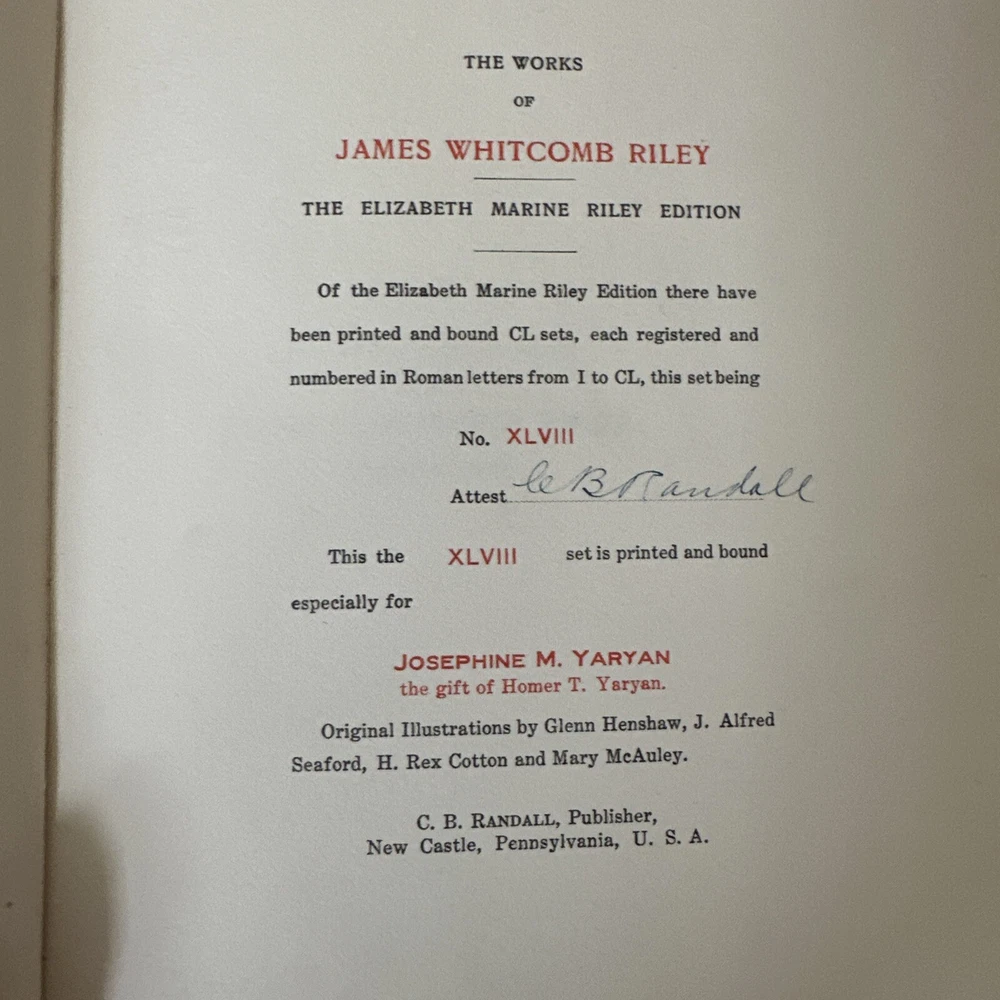 THE WORKS
OF
JAMES WHITCOMB RILEY
THE ELIZABETH MARINE RILEY EDITION
Of the Elizabeth Marine Riley Edition there have
been printed and bound CL sets, each registered and
numbered in Roman letters from I to CL, this set being
No. XLVIII
Attest C B Randall
This the XLVIII set is printed and bound
especially for
JOSEPHINE M. YARYAN
the gift of Homer T. Yaryan.
Original Illustrations by Glenn Henshaw, J. Alfred
Seaford, H. Rex Cotton and Mary McAuley.
C. B. RANDALL, Publisher,
New Castle, Pennsylvania, U. S. A.